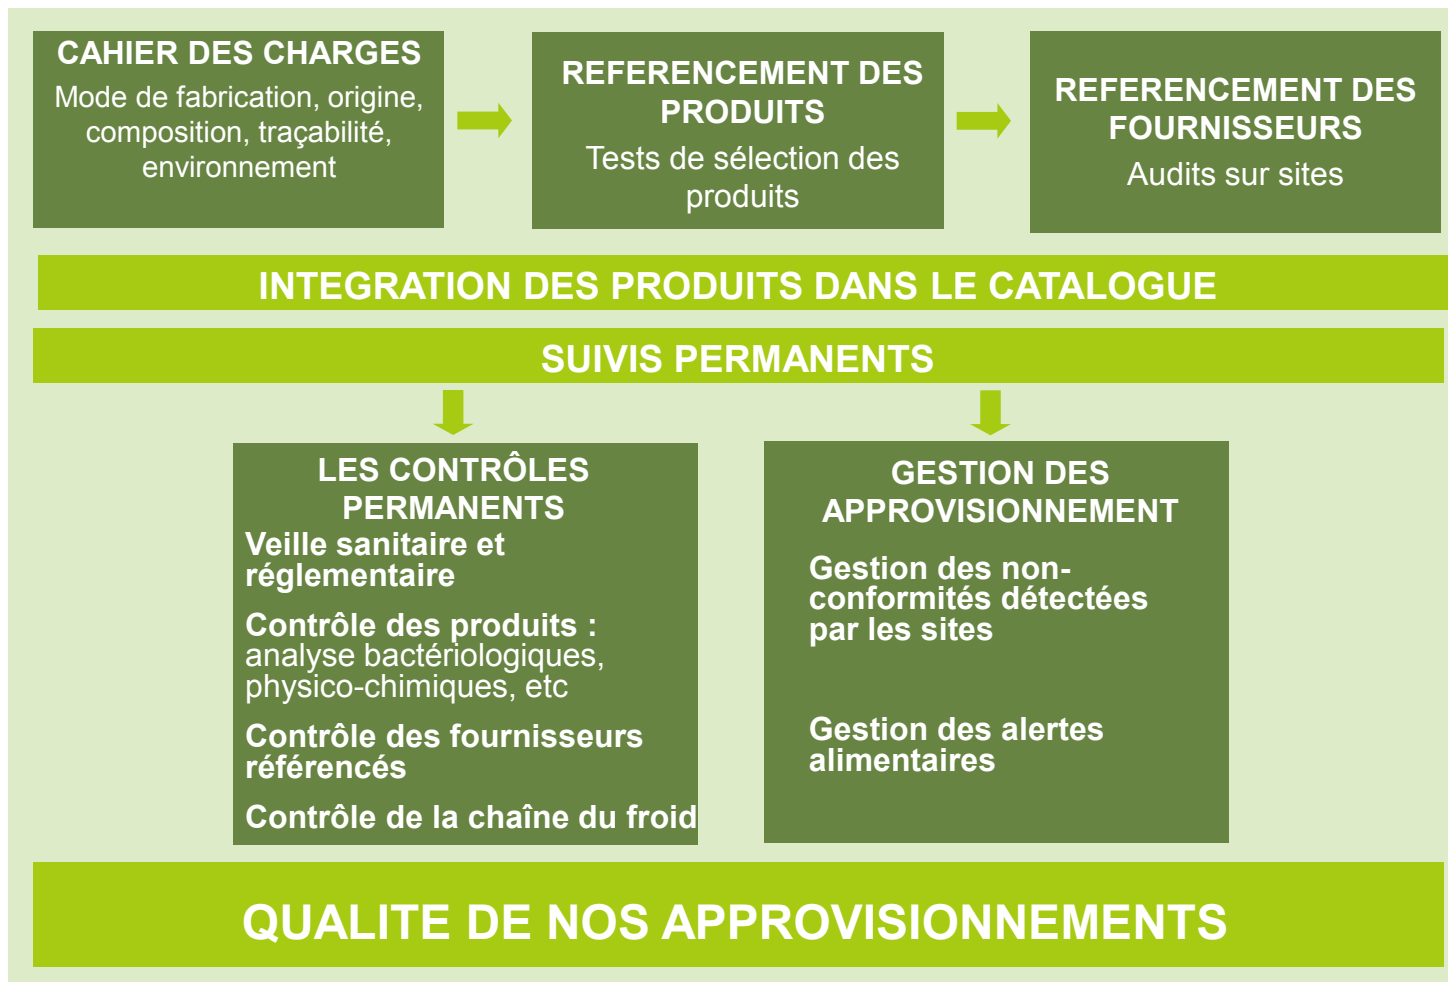 CAHIER DES CHARGES
Mode de fabrication, origine,
composition, traçabilité,
environnement
REFERENCEMENT DES
PRODUITS
Tests de sélection des
produits
REFERENCEMENT DES
FOURNISSEURS
Audits sur sites
INTEGRATION DES PRODUITS DANS LE CATALOGUE
SUIVIS PERMANENTS
LES CONTRÔLES
PERMANENTS
Veille sanitaire et
réglementaire
Contrôle des produits :
analyse bactériologiques,
physico-chimiques, etc
Contrôle des fournisseurs
référencés
Contrôle de la chaîne du froid
GESTION DES
APPROVISIONNEMENT
Gestion des non-
conformités détectées
par les sites
Gestion des alertes
alimentaires
QUALITE DE NOS APPROVISIONNEMENTS